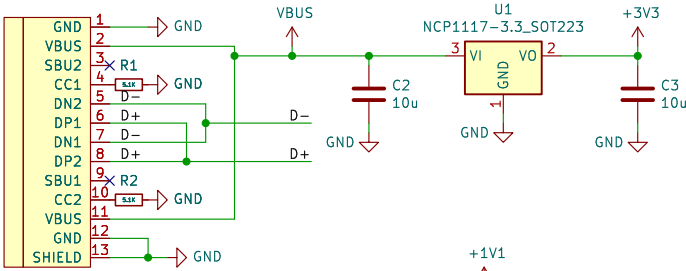 U1
VBUS
+3V3
NCP1117-3.3_SOT223
GND 1 GND
VBUS 2
SBU2 3 R1
3 VI VO 2
GND
1
CC1 4 5.1K GND
C2
10u
C3
10u
DN2 5 D-
DP1 6 D+ D-
GND
GND
GND
DN1 7 D-
DP2 8 D+ D+
SBU1 9 R2
CC2 10 5.1K GND
VBUS 11
GND 12
SHIELD 13 GND
+1V1